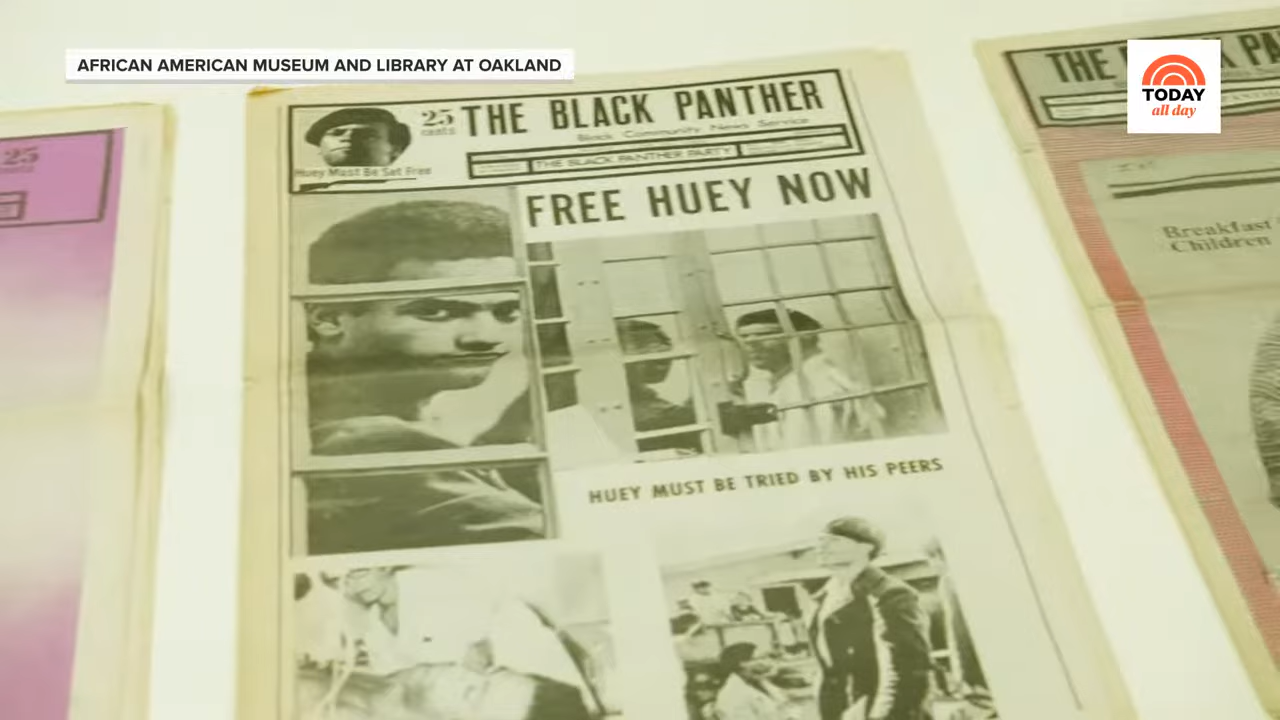 AFRICAN AMERICAN MUSEUM AND LIBRARY AT OAKLAND
TODAY
all day
25
cents
25
cents
THE BLACK PANTHER
Black Community News Service
THE BLACK PANTHER PARTY
Huey Must Be Set Free
FREE HUEY NOW
HUEY MUST BE TRIED BY HIS PEERS
THE
Breakfast
Children